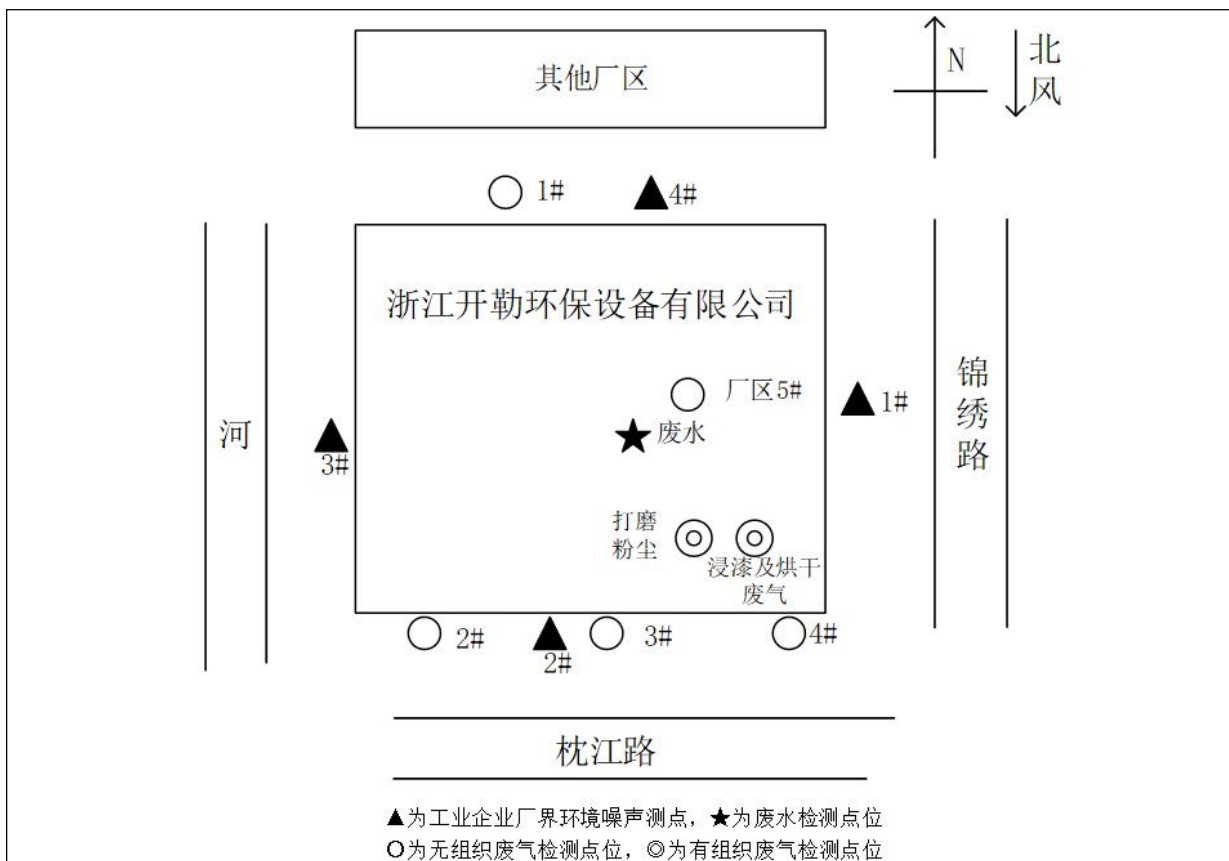 其他厂区
N
北风
1#
4#
浙江开勒环保设备有限公司
厂区5#
1#
废水
河
3#
锦绣路
打磨
粉尘
浸漆及烘干
废气
2#
2#
3#
4#
枕江路
▲为工业企业厂界环境噪声测点，★为废水检测点位
○为无组织废气检测点位，◎为有组织废气检测点位